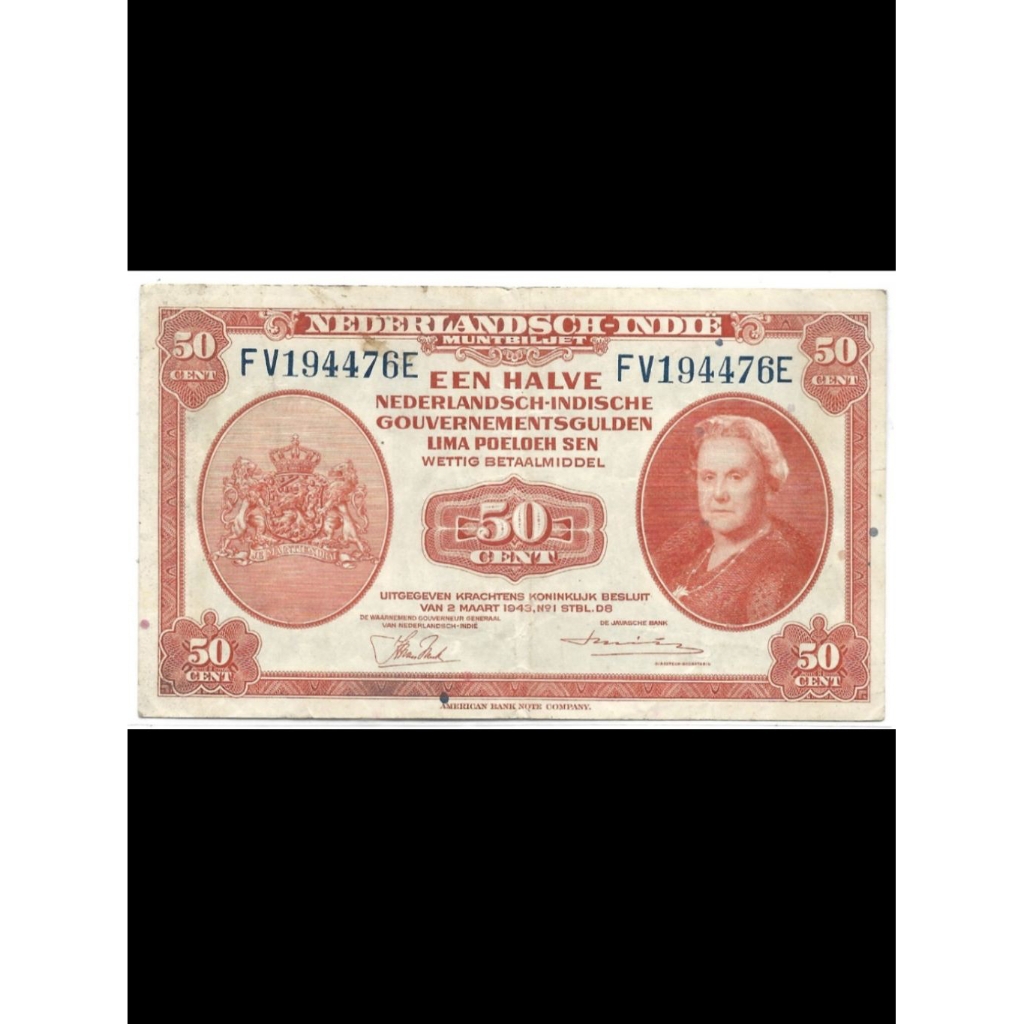 NEDERLANDSCH-INDIË
MUNTBILJET
50
CENT
50
CENT
FV194476E
FV194476E
EEN HALVE
NEDERLANDSCH-INDISCHE
GOUVERNEMENTSGULDEN
LIMA POELOEH SEN
WETTIG BETAALMIDDEL
50
CENT
UITGEGEVEN KRACHTENS KONINKLIJK BESLUIT
VAN 2 MAART 1943, Nº1 STBL. D8
DE WAARNEMEND GOUVERNEUR GENERAAL
VAN NEDERLANDSCH-INDIË
DE JAVASCHE BANK
50
CENT
50
CENT
AMERICAN BANK NOTE COMPANY.